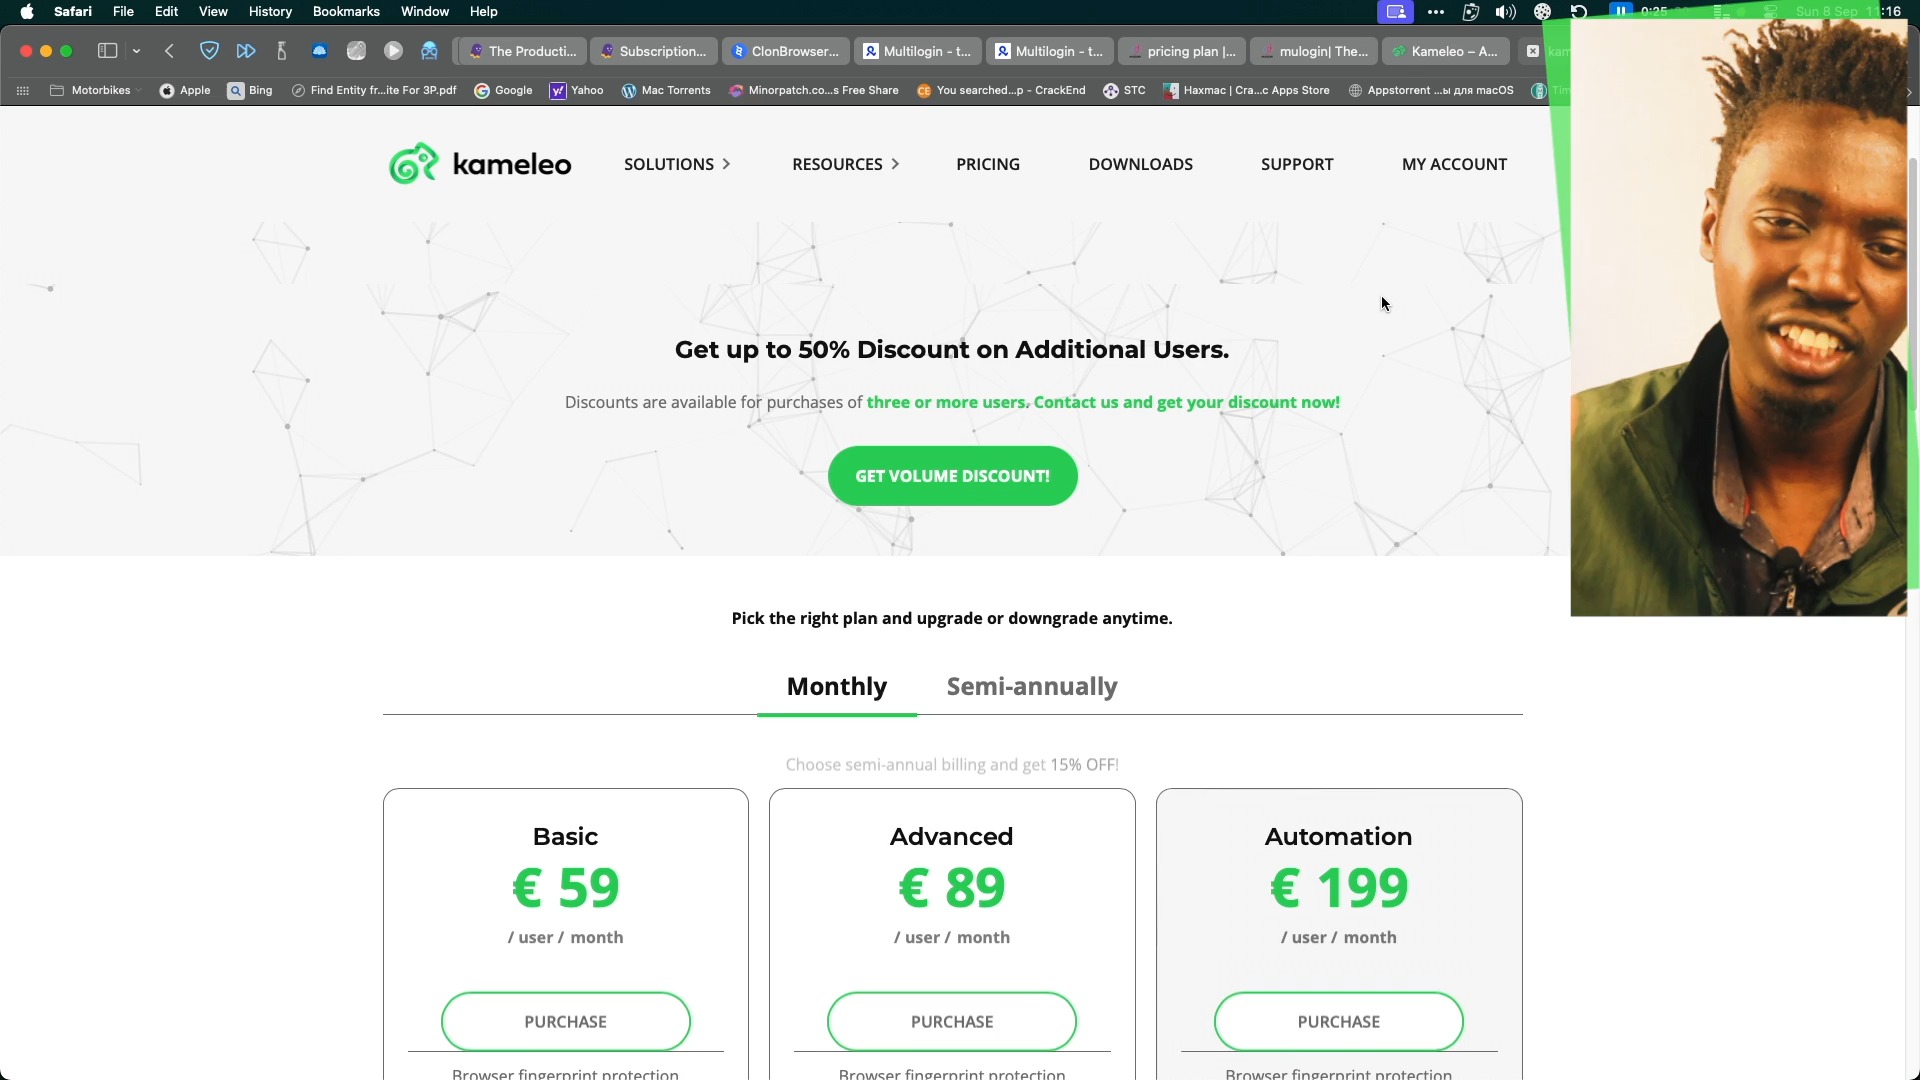 Safari File Edit View History Bookmarks Window Help
The Producti... Subscription... ClonBrowser... Multilogin - t... Multilogin - t... pricing plan |... mulogin| The... Kameleo – A...
Motorbikes Apple Bing Find Entity fr...ite For 3P.pdf Google Yahoo Mac Torrents Minorpatch.co...s Free Share You searched...p - CrackEnd STC Haxmac | Cra...c Apps Store Appstorrent ...ы для macOS
kameleo SOLUTIONS RESOURCES PRICING DOWNLOADS SUPPORT MY ACCOUNT
Get up to 50% Discount on Additional Users.
Discounts are available for purchases of three or more users. Contact us and get your discount now!
GET VOLUME DISCOUNT!
Pick the right plan and upgrade or downgrade anytime.
Monthly Semi-annually
Choose semi-annual billing and get 15% OFF!
Basic Advanced Automation
€ 59 € 89 € 199
/ user / month / user / month / user / month
PURCHASE PURCHASE PURCHASE
Browser fingerprint protection Browser fingerprint protection Browser fingerprint protection